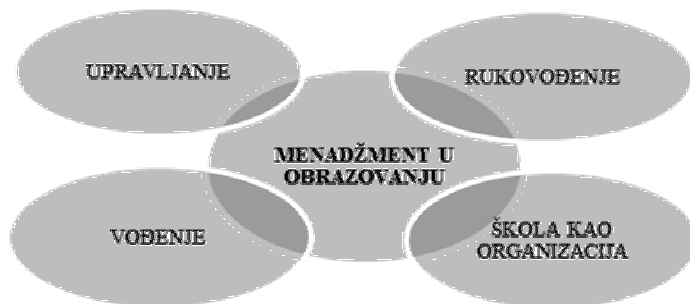 UPRAVLJANJE
RUKOVOĐENJE
MENADŽMENT U
OBRAZOVANJU
VOĐENJE
ŠKOLA KAO
ORGANIZACIJA